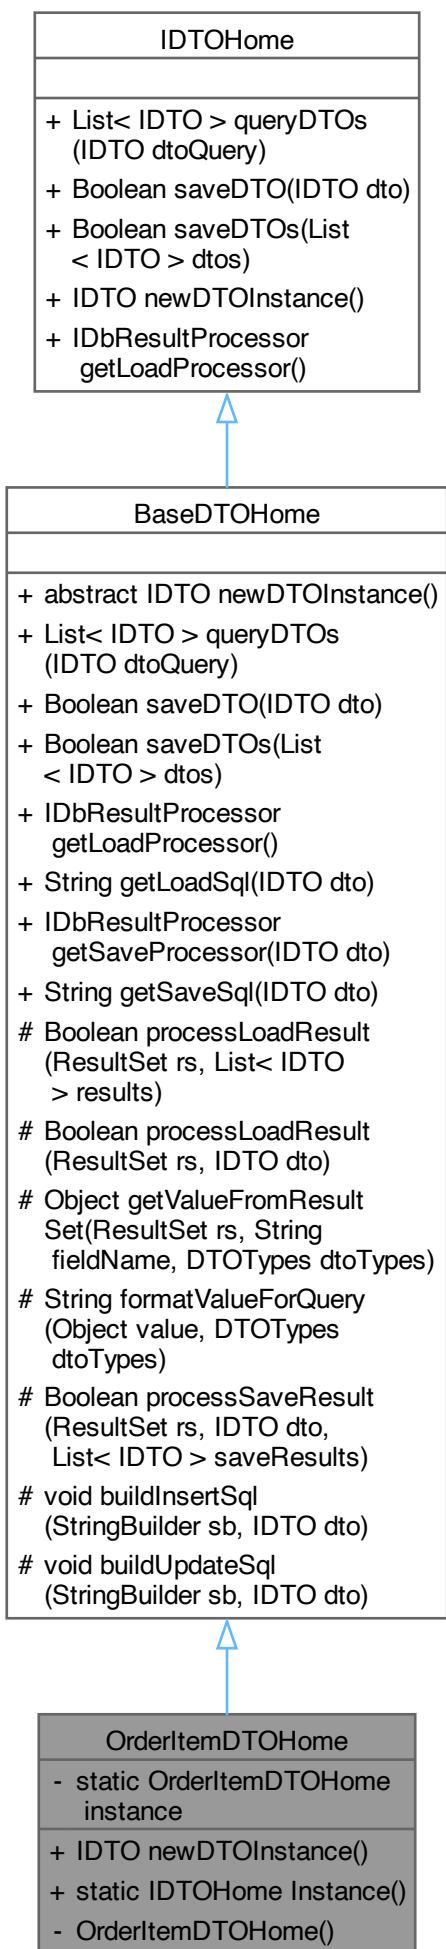 IDTOHome
+ List< IDTO > queryDTOs
(IDTO dtoQuery)
+ Boolean saveDTO(IDTO dto)
+ Boolean saveDTOs(List
< IDTO > dtos)
+ IDTO newDTOInstance()
+ IDbResultProcessor
getLoadProcessor()
BaseDTOHome
+ abstract IDTO newDTOInstance()
+ List< IDTO > queryDTOs
(IDTO dtoQuery)
+ Boolean saveDTO(IDTO dto)
+ Boolean saveDTOs(List
< IDTO > dtos)
+ IDbResultProcessor
getLoadProcessor()
+ String getLoadSql(IDTO dto)
+ IDbResultProcessor
getSaveProcessor(IDTO dto)
+ String getSaveSql(IDTO dto)
# Boolean processLoadResult
(ResultSet rs, List< IDTO
> results)
# Boolean processLoadResult
(ResultSet rs, IDTO dto)
# Object getValueFromResult
Set(ResultSet rs, String
fieldName, DTOTypes dtoTypes)
# String formatValueForQuery
(Object value, DTOTypes
dtoTypes)
# Boolean processSaveResult
(ResultSet rs, IDTO dto,
List< IDTO > saveResults)
# void buildInsertSql
(StringBuilder sb, IDTO dto)
# void buildUpdateSql
(StringBuilder sb, IDTO dto)
OrderItemDTOHome
- static OrderItemDTOHome
instance
+ IDTO newDTOInstance()
+ static IDTOHome Instance()
- OrderItemDTOHome()